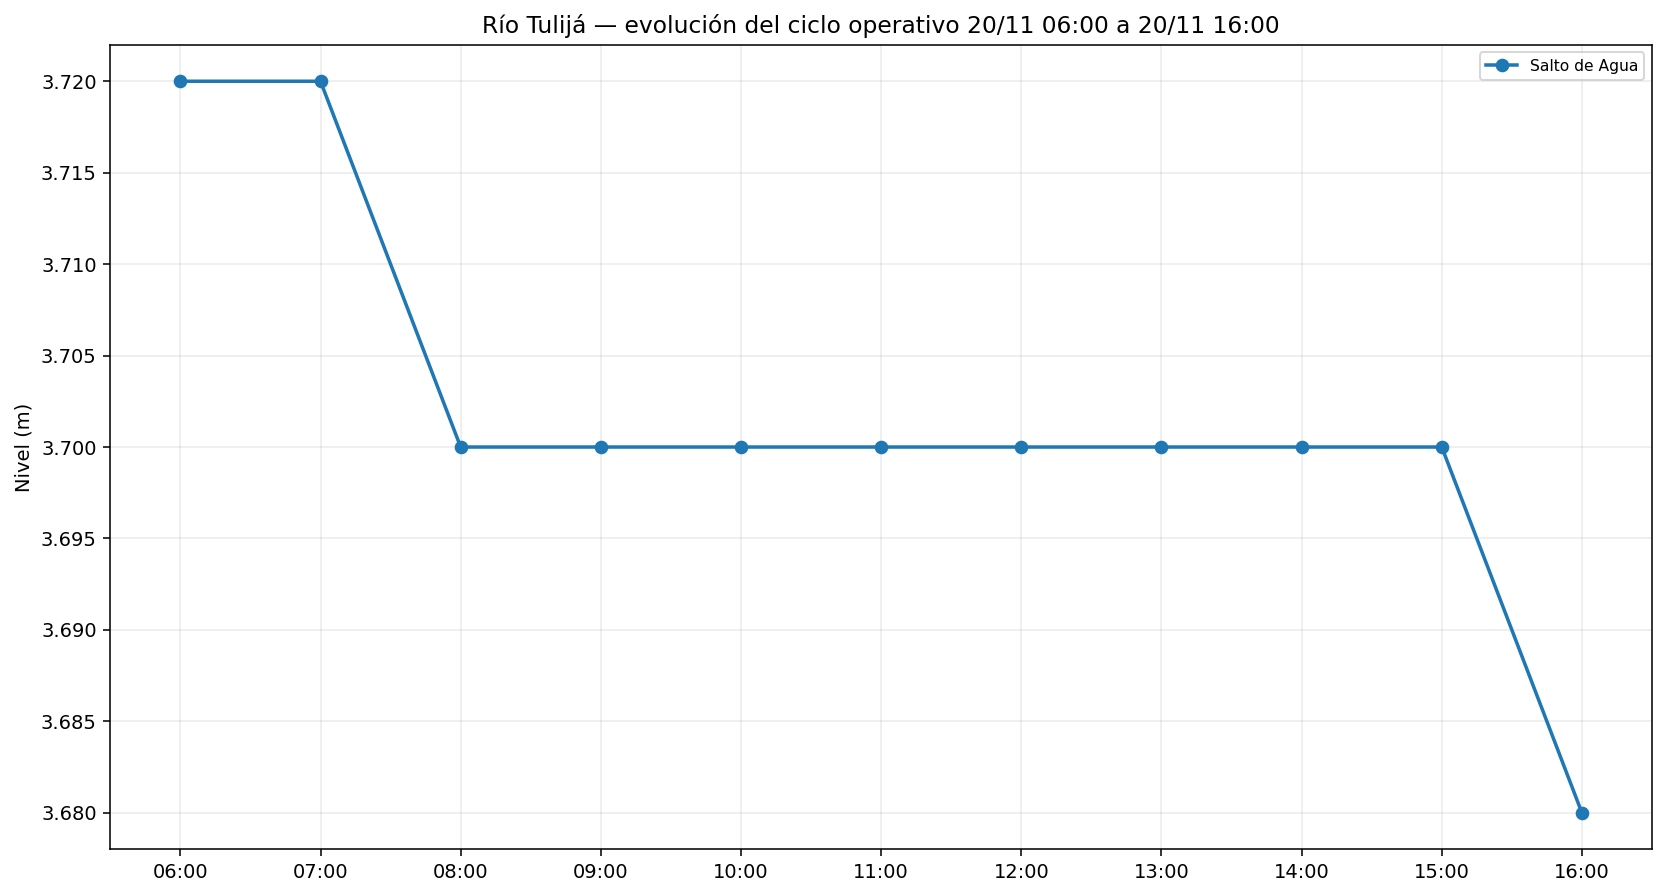 Río Tulijá — evolución del ciclo operativo 20/11 06:00 a 20/11 16:00
Salto de Agua
Nivel (m)
3.720
3.715
3.710
3.705
3.700
3.695
3.690
3.685
3.680
06:00 07:00 08:00 09:00 10:00 11:00 12:00 13:00 14:00 15:00 16:00